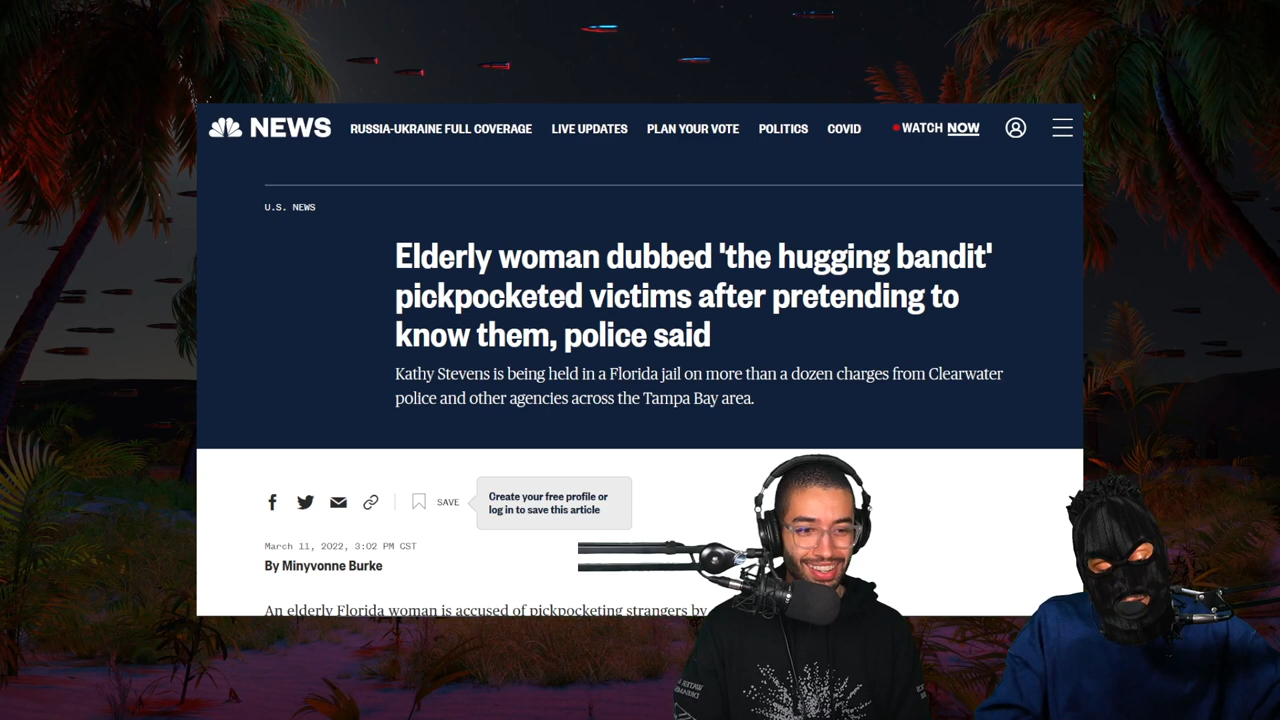 NEWS RUSSIA-UKRAINE FULL COVERAGE LIVE UPDATES PLAN YOUR VOTE POLITICS COVID WATCH NOW
U.S. NEWS
Elderly woman dubbed 'the hugging bandit'
pickpocketed victims after pretending to
know them, police said
Kathy Stevens is being held in a Florida jail on more than a dozen charges from Clearwater
police and other agencies across the Tampa Bay area.
SAVE
Create your free profile or
log in to save this article
March 11, 2022, 3:02 PM CST
By Minyvonne Burke
An elderly Florida woman is accused of pickpocketing strangers by